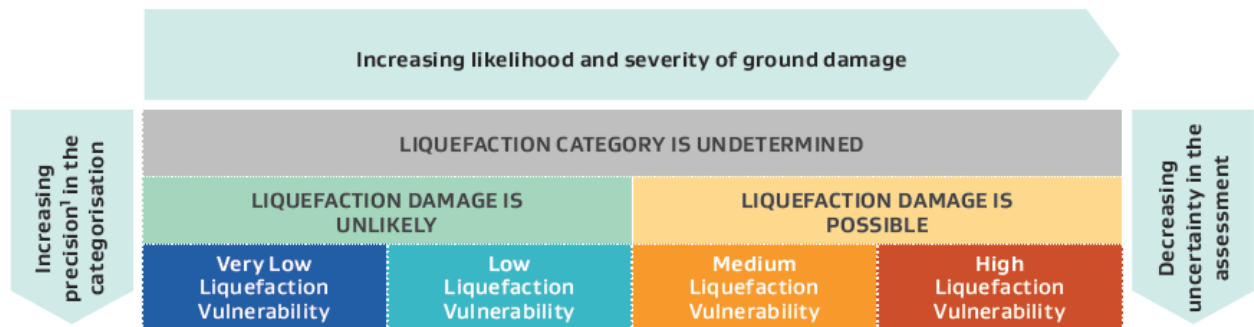 Increasing likelihood and severity of ground damage
Increasing
precision¹ in the
categorisation
LIQUEFACTION CATEGORY IS UNDETERMINED
LIQUEFACTION DAMAGE IS
UNLIKELY
LIQUEFACTION DAMAGE IS
POSSIBLE
Very Low
Liquefaction
Vulnerability
Low
Liquefaction
Vulnerability
Medium
Liquefaction
Vulnerability
High
Liquefaction
Vulnerability
Decreasing
uncertainty in the
assessment